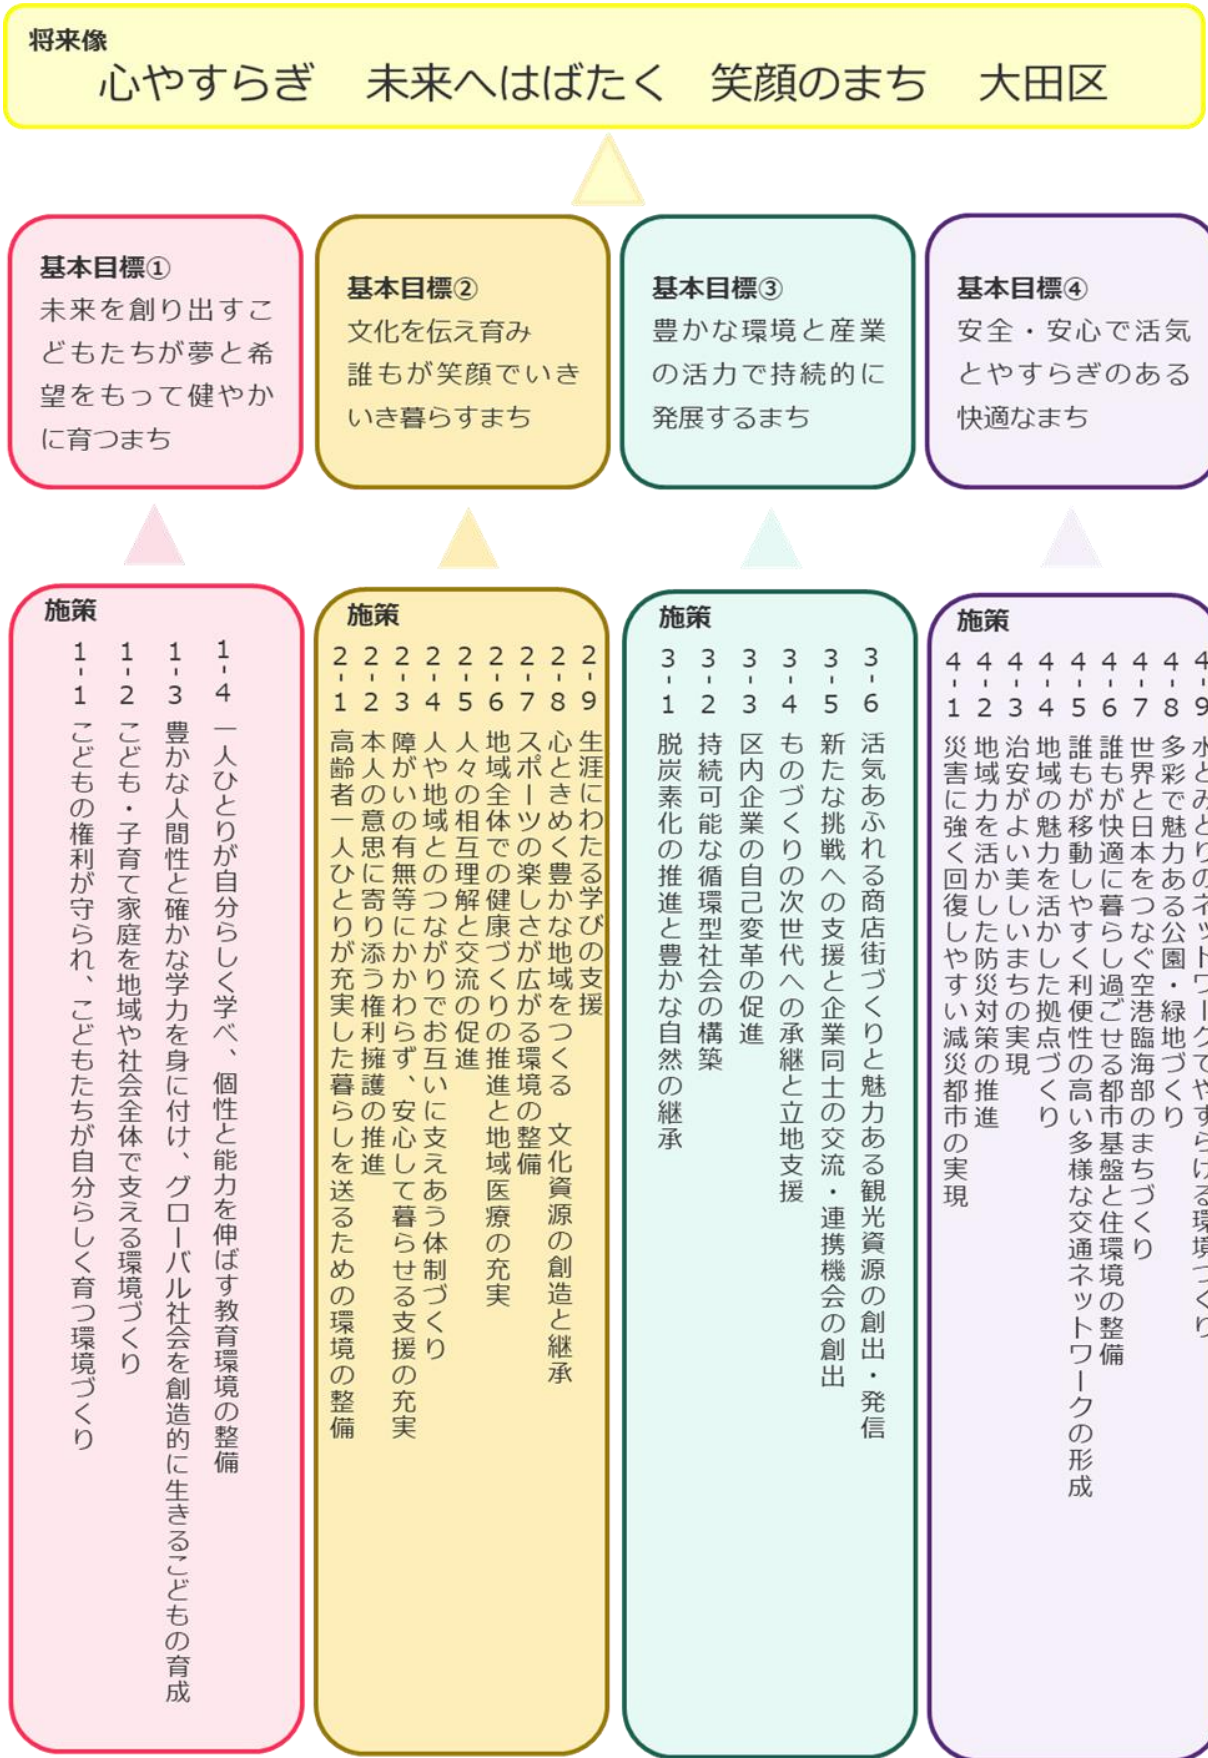 将来像
心やすらぎ　未来へはばたく　笑顔のまち　大田区
基本目標①
未来を創り出すこ
どもたちが夢と希
望をもって健やか
に育つまち
基本目標②
文化を伝え育み
誰もが笑顔でいき
いき暮らすまち
基本目標③
豊かな環境と産業
の活力で持続的に
発展するまち
基本目標④
安全・安心で活気
とやすらぎのある
快適なまち
施策
1-1 こどもの権利が守られ、こどもたちが自分らしく育つ環境づくり
1-2 こども・子育て家庭を地域や社会全体で支える環境づくり
1-3 豊かな人間性と確かな学力を身に付け、グローバル社会を創造的に生きるこどもの育成
1-4 一人ひとりが自分らしく学べ、個性と能力を伸ばす教育環境の整備
施策
2-1 高齢者一人ひとりが充実した暮らしを送るための環境の整備
2-2 本人の意思に寄り添う権利擁護の推進
2-3 障がいの有無等にかかわらず、安心して暮らせる支援の充実
2-4 人や地域とのつながりでお互いに支えあう体制づくり
2-5 人々の相互理解と交流の促進
2-6 地域全体での健康づくりの推進と地域医療の充実
2-7 スポーツの楽しさが広がる環境の整備
2-8 心ときめく豊かな地域をつくる　文化資源の創造と継承
2-9 生涯にわたる学びの支援
施策
3-1 脱炭素化の推進と豊かな自然の継承
3-2 持続可能な循環型社会の構築
3-3 区内企業の自己変革の促進
3-4 ものづくりの次世代への承継と立地支援
3-5 新たな挑戦への支援と企業同士の交流・連携機会の創出
3-6 活気あふれる商店街づくりと魅力ある観光資源の創出・発信
施策
4-1 災害に強く回復しやすい減災都市の実現
4-2 地域力を活かした防災対策の推進
4-3 治安がよい美しいまちの実現
4-4 地域の魅力を活かした拠点づくり
4-5 誰もが移動しやすく利便性の高い多様な交通ネットワークの形成
4-6 誰もが快適に暮らし過ごせる都市基盤と住環境の整備
4-7 世界と日本をつなぐ空港臨海部のまちづくり
4-8 多彩で魅力ある公園・緑地づくり
4-9 水とみどりのネットワークでやすらげる環境づくり